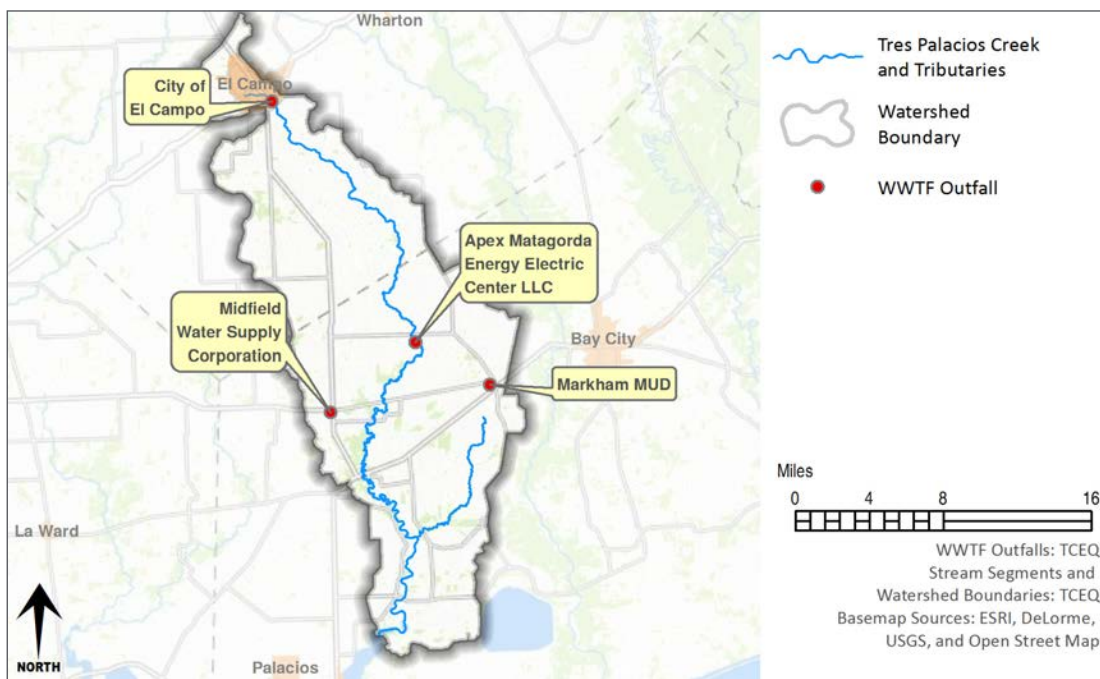 Wharton
El Campo
City of
El Campo
Apex Matagorda
Energy Electric
Center LLC
Midfield
Water Supply
Corporation
Bay City
Markham MUD
La Ward
Palacios
NORTH
Tres Palacios Creek
and Tributaries
Watershed
Boundary
WWTF Outfall
Miles
0 4 8 16
WWTF Outfalls: TCEQ
Stream Segments and
Watershed Boundaries: TCEQ
Basemap Sources: ESRI, DeLorme,
USGS, and Open Street Map